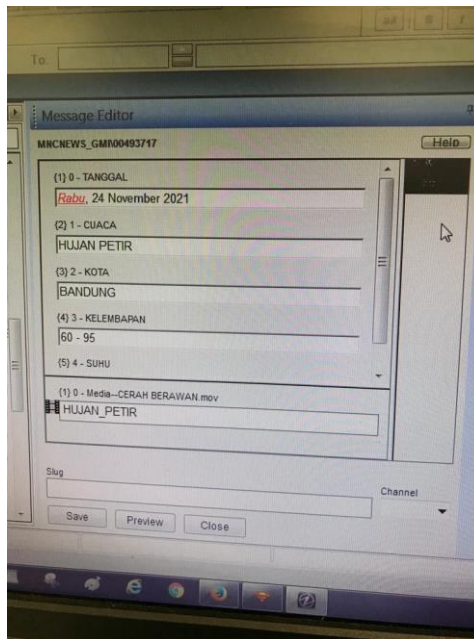 To:
Message Editor
MNCNEWS_GMI\00493717
Help
{1} 0 - TANGGAL
Rabu, 24 November 2021
{2} 1 - CUACA
HUJAN PETIR
{3} 2 - KOTA
BANDUNG
{4} 3 - KELEMBAPAN
60 - 95
{5} 4 - SUHU
{1} 0 - Media--CERAH BERAWAN.mov
HUJAN_PETIR
Slug
Channel
Save Preview Close